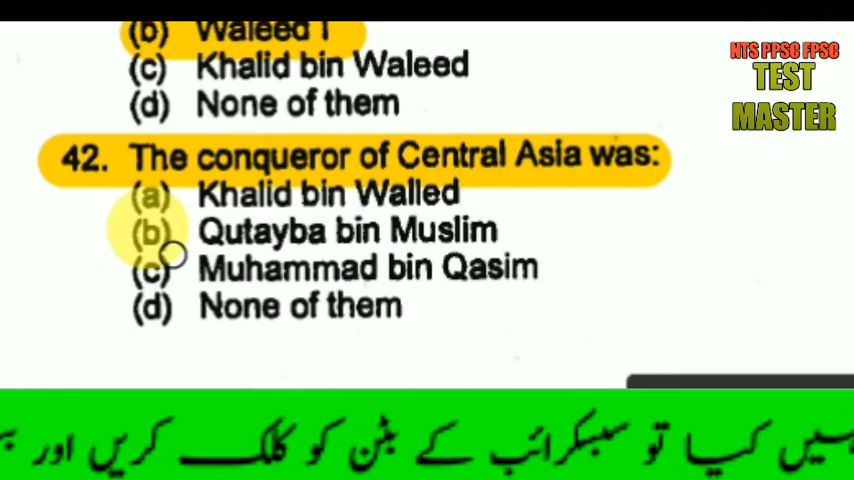 (b) Waleed I
(c) Khalid bin Waleed
(d) None of them
NTS PPSC FPSC
TEST
MASTER
42. The conqueror of Central Asia was:
(a) Khalid bin Walled
(b) Qutayba bin Muslim
(c) Muhammad bin Qasim
(d) None of them
کیا تو سبسکرائب کے بٹن کو کلک کریں اور